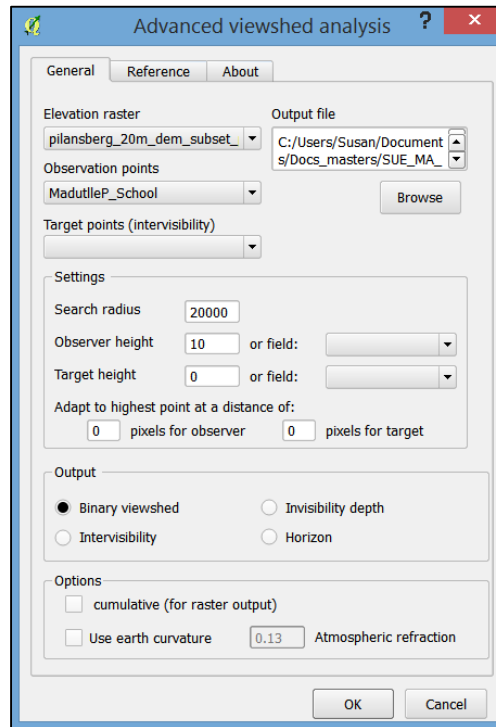 Advanced viewshed analysis ? x
General Reference About
Elevation raster
pilansberg_20m_dem_subset_
Output file
C:/Users/Susan/Document
s/Docs_masters/SUE_MA_
Observation points
MadutlleP_School
Browse
Target points (intervisibility)
Settings
Search radius 20000
Observer height 10 or field:
Target height 0 or field:
Adapt to highest point at a distance of:
0 pixels for observer 0 pixels for target
Output
Binary viewshed Invisibility depth
Intervisibility Horizon
Options
cumulative (for raster output)
Use earth curvature 0.13 Atmospheric refraction
OK Cancel